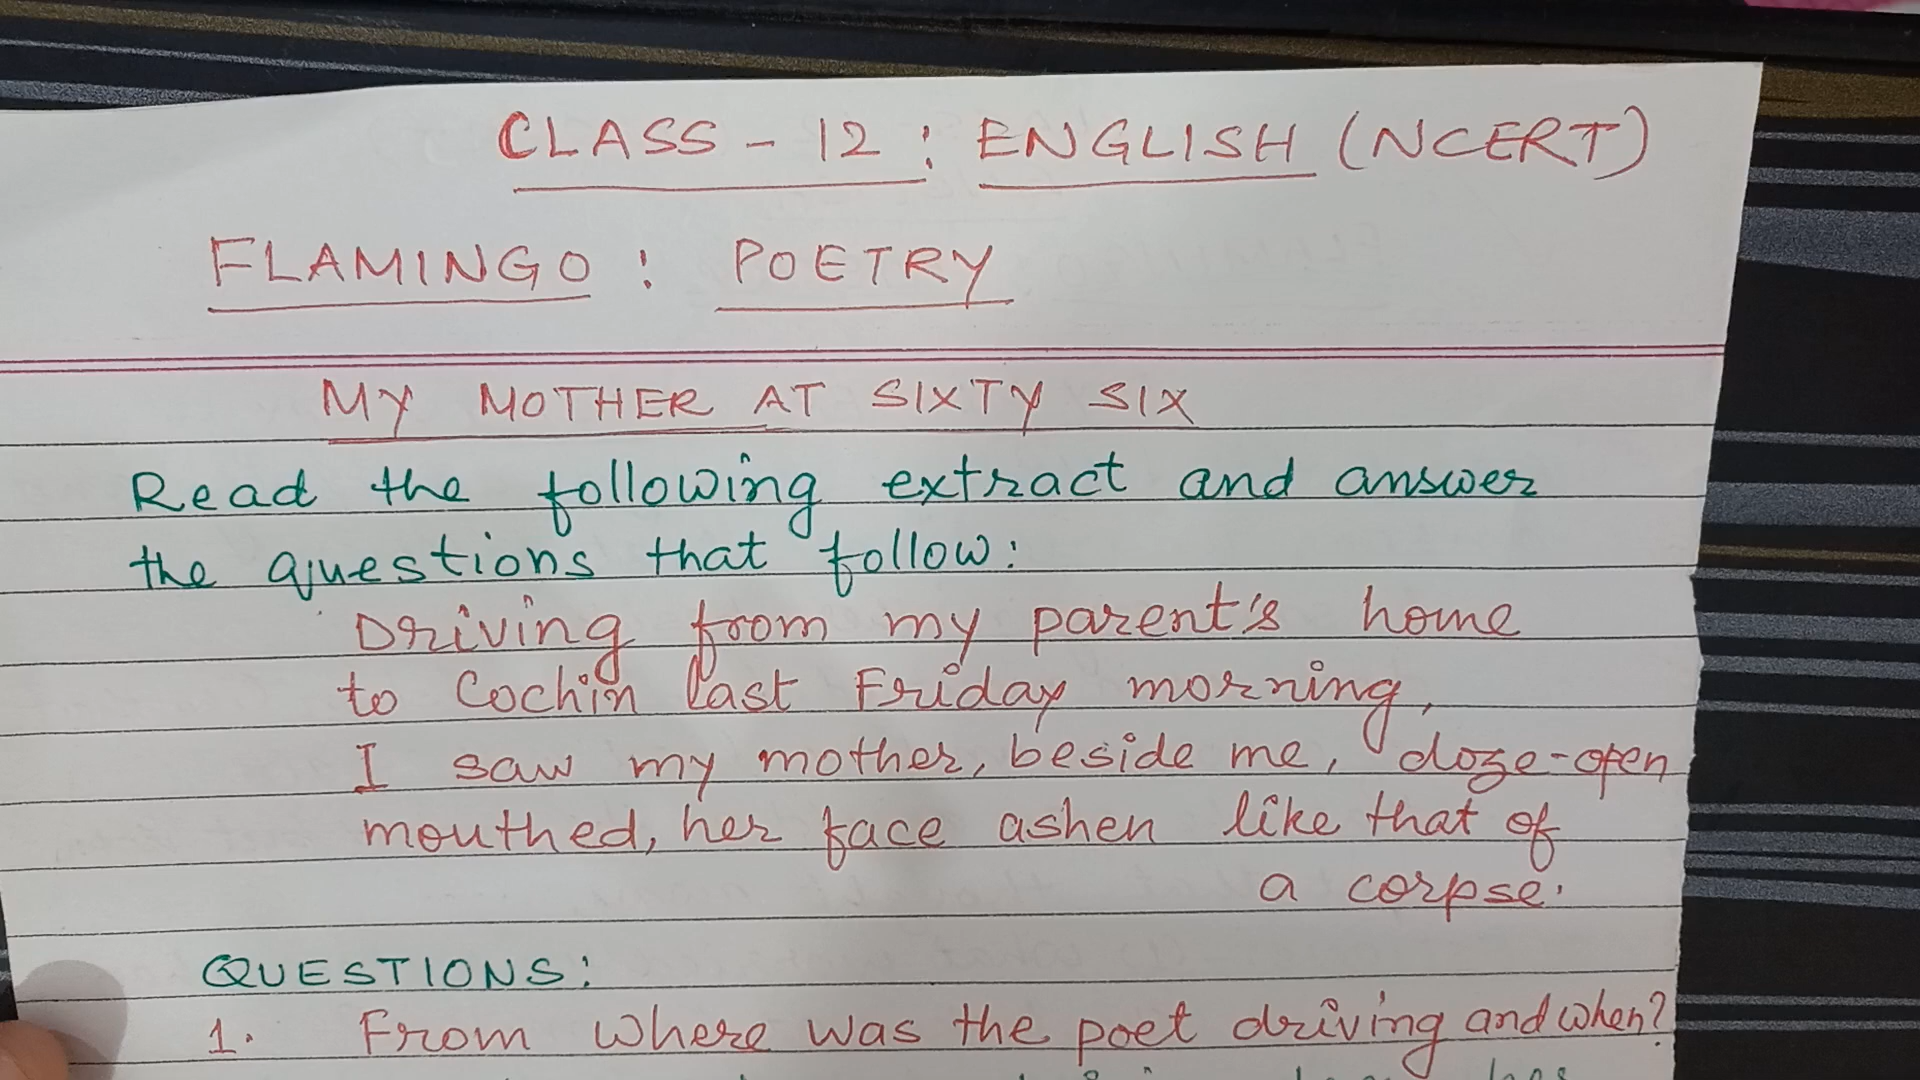 CLASS - 12 : ENGLISH (NCERT)
FLAMINGO : POETRY
MY MOTHER AT SIXTY SIX
Read the following extract and answer
the questions that follow:
Driving from my parent's home
to Cochin last Friday morning,
I saw my mother, beside me, doze-open
mouthed, her face ashen like that of
a corpse.
QUESTIONS:
1. From where was the poet driving and when?